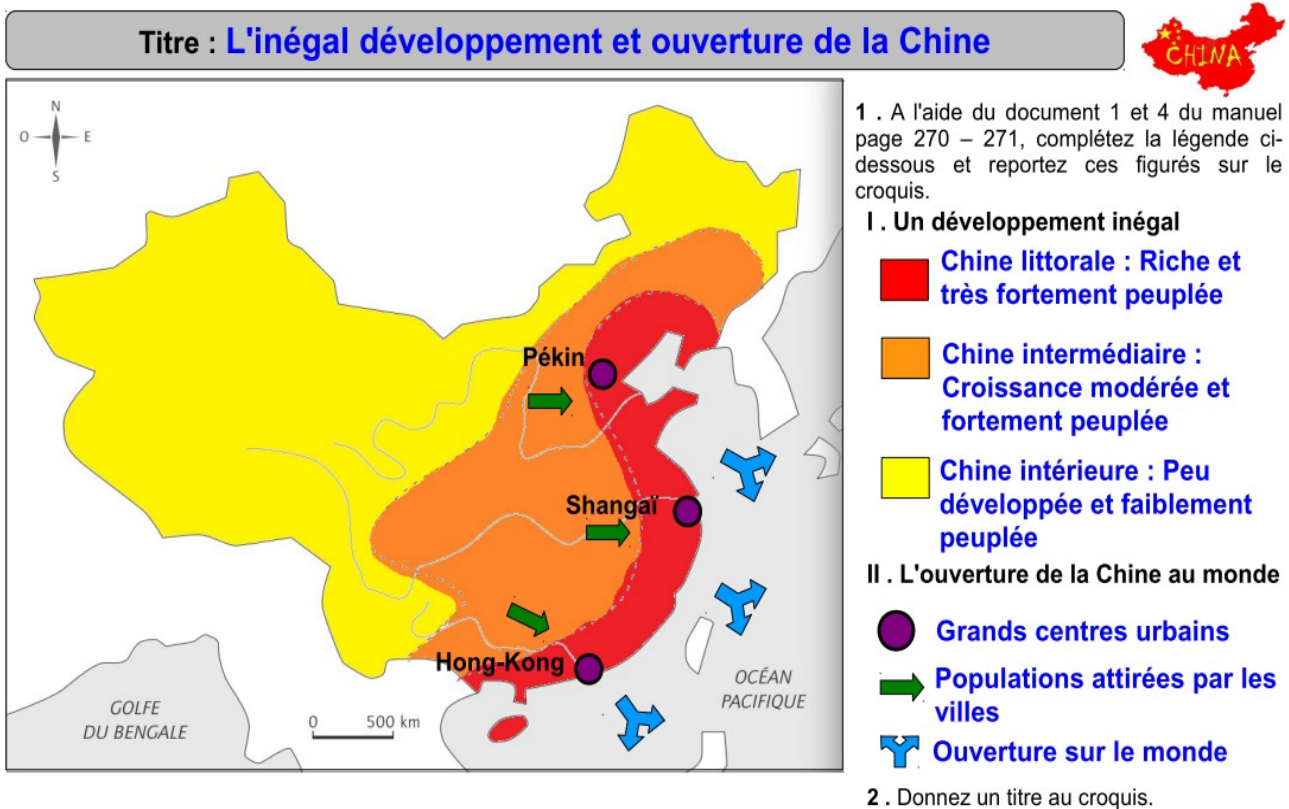 Titre : L'inégal développement et ouverture de la Chine
CHINA
N
O
E
S
Pékin
Shangaï
Hong-Kong
GOLFE
DU BENGALE
0 500 km
OCÉAN
PACIFIQUE
1 . A l'aide du document 1 et 4 du manuel
page 270 – 271, complétez la légende ci-
dessous et reportez ces figurés sur le
croquis.
I . Un développement inégal
Chine littorale : Riche et
très fortement peuplée
Chine intermédiaire :
Croissance modérée et
fortement peuplée
Chine intérieure : Peu
développée et faiblement
peuplée
II . L'ouverture de la Chine au monde
Grands centres urbains
Populations attirées par les
villes
Ouverture sur le monde
2 . Donnez un titre au croquis.